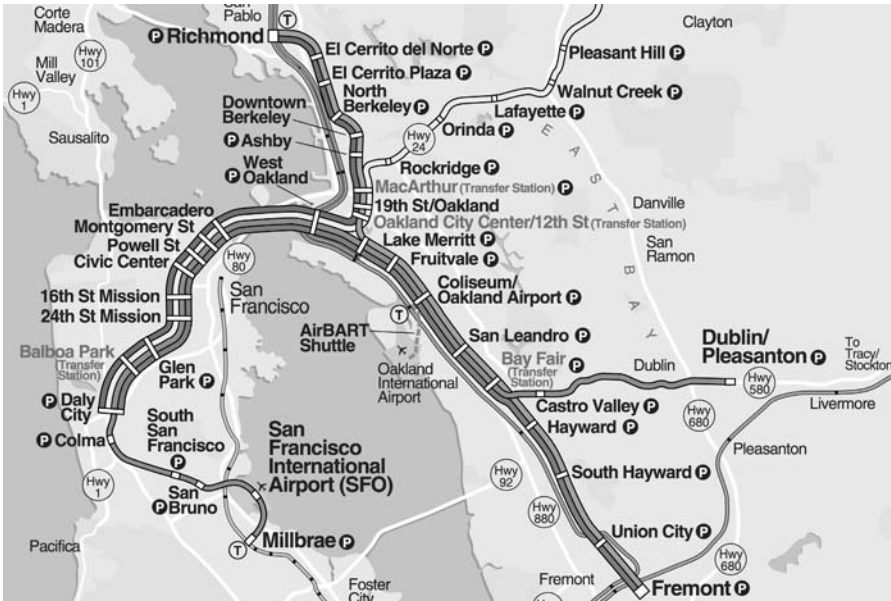 Corte
Madera
San
Pablo
Clayton
P Richmond
Hwy
101
Mill
Valley
Hwy
1
Sausalito
El Cerrito del Norte P
El Cerrito Plaza P
North
Berkeley P
Downtown
Berkeley
P Ashby
West
P Oakland
Pleasant Hill P
Walnut Creek P
Lafayette P
Orinda P
Hwy
24
EAST BAY
Rockridge P
MacArthur (Transfer Station) P
19th St/Oakland
Oakland City Center/12th St (Transfer Station)
Danville
San
Ramon
Embarcadero
Montgomery St
Powell St
Civic Center
Hwy
80
16th St Mission
24th St Mission
San
Francisco
Lake Merritt P
Fruitvale P
Coliseum/
Oakland Airport P
T
T
AirBART
Shuttle
Oakland
International
Airport
San Leandro P
Bay Fair
(Transfer
Station) P
Dublin/
Pleasanton P
Dublin
To
Tracy/
Stockton
Hwy
580
Livermore
Balboa Park
(Transfer
Station)
Glen
Park P
P Daly
City
P Colma
South
San
Francisco
P
San
P Bruno
San
Francisco
International
Airport (SFO)
Castro Valley P
Hayward P
Hwy
680
Pleasanton
Hwy
1
Hwy
92
South Hayward P
Hwy
880
Union City P
Hwy
680
Pacifica
Millbrae P
T
Foster
City
Fremont
Fremont P
Hwy